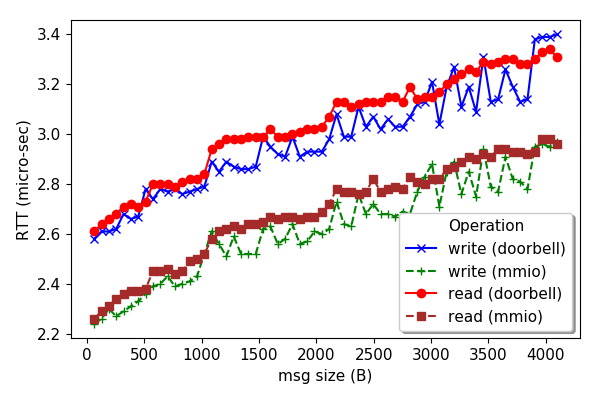 3.4
3.2
3.0
2.8
2.6
2.4
2.2
RTT (micro-sec)
0 500 1000 1500 2000 2500 3000 3500 4000
msg size (B)
Operation
write (doorbell)
write (mmio)
read (doorbell)
read (mmio)